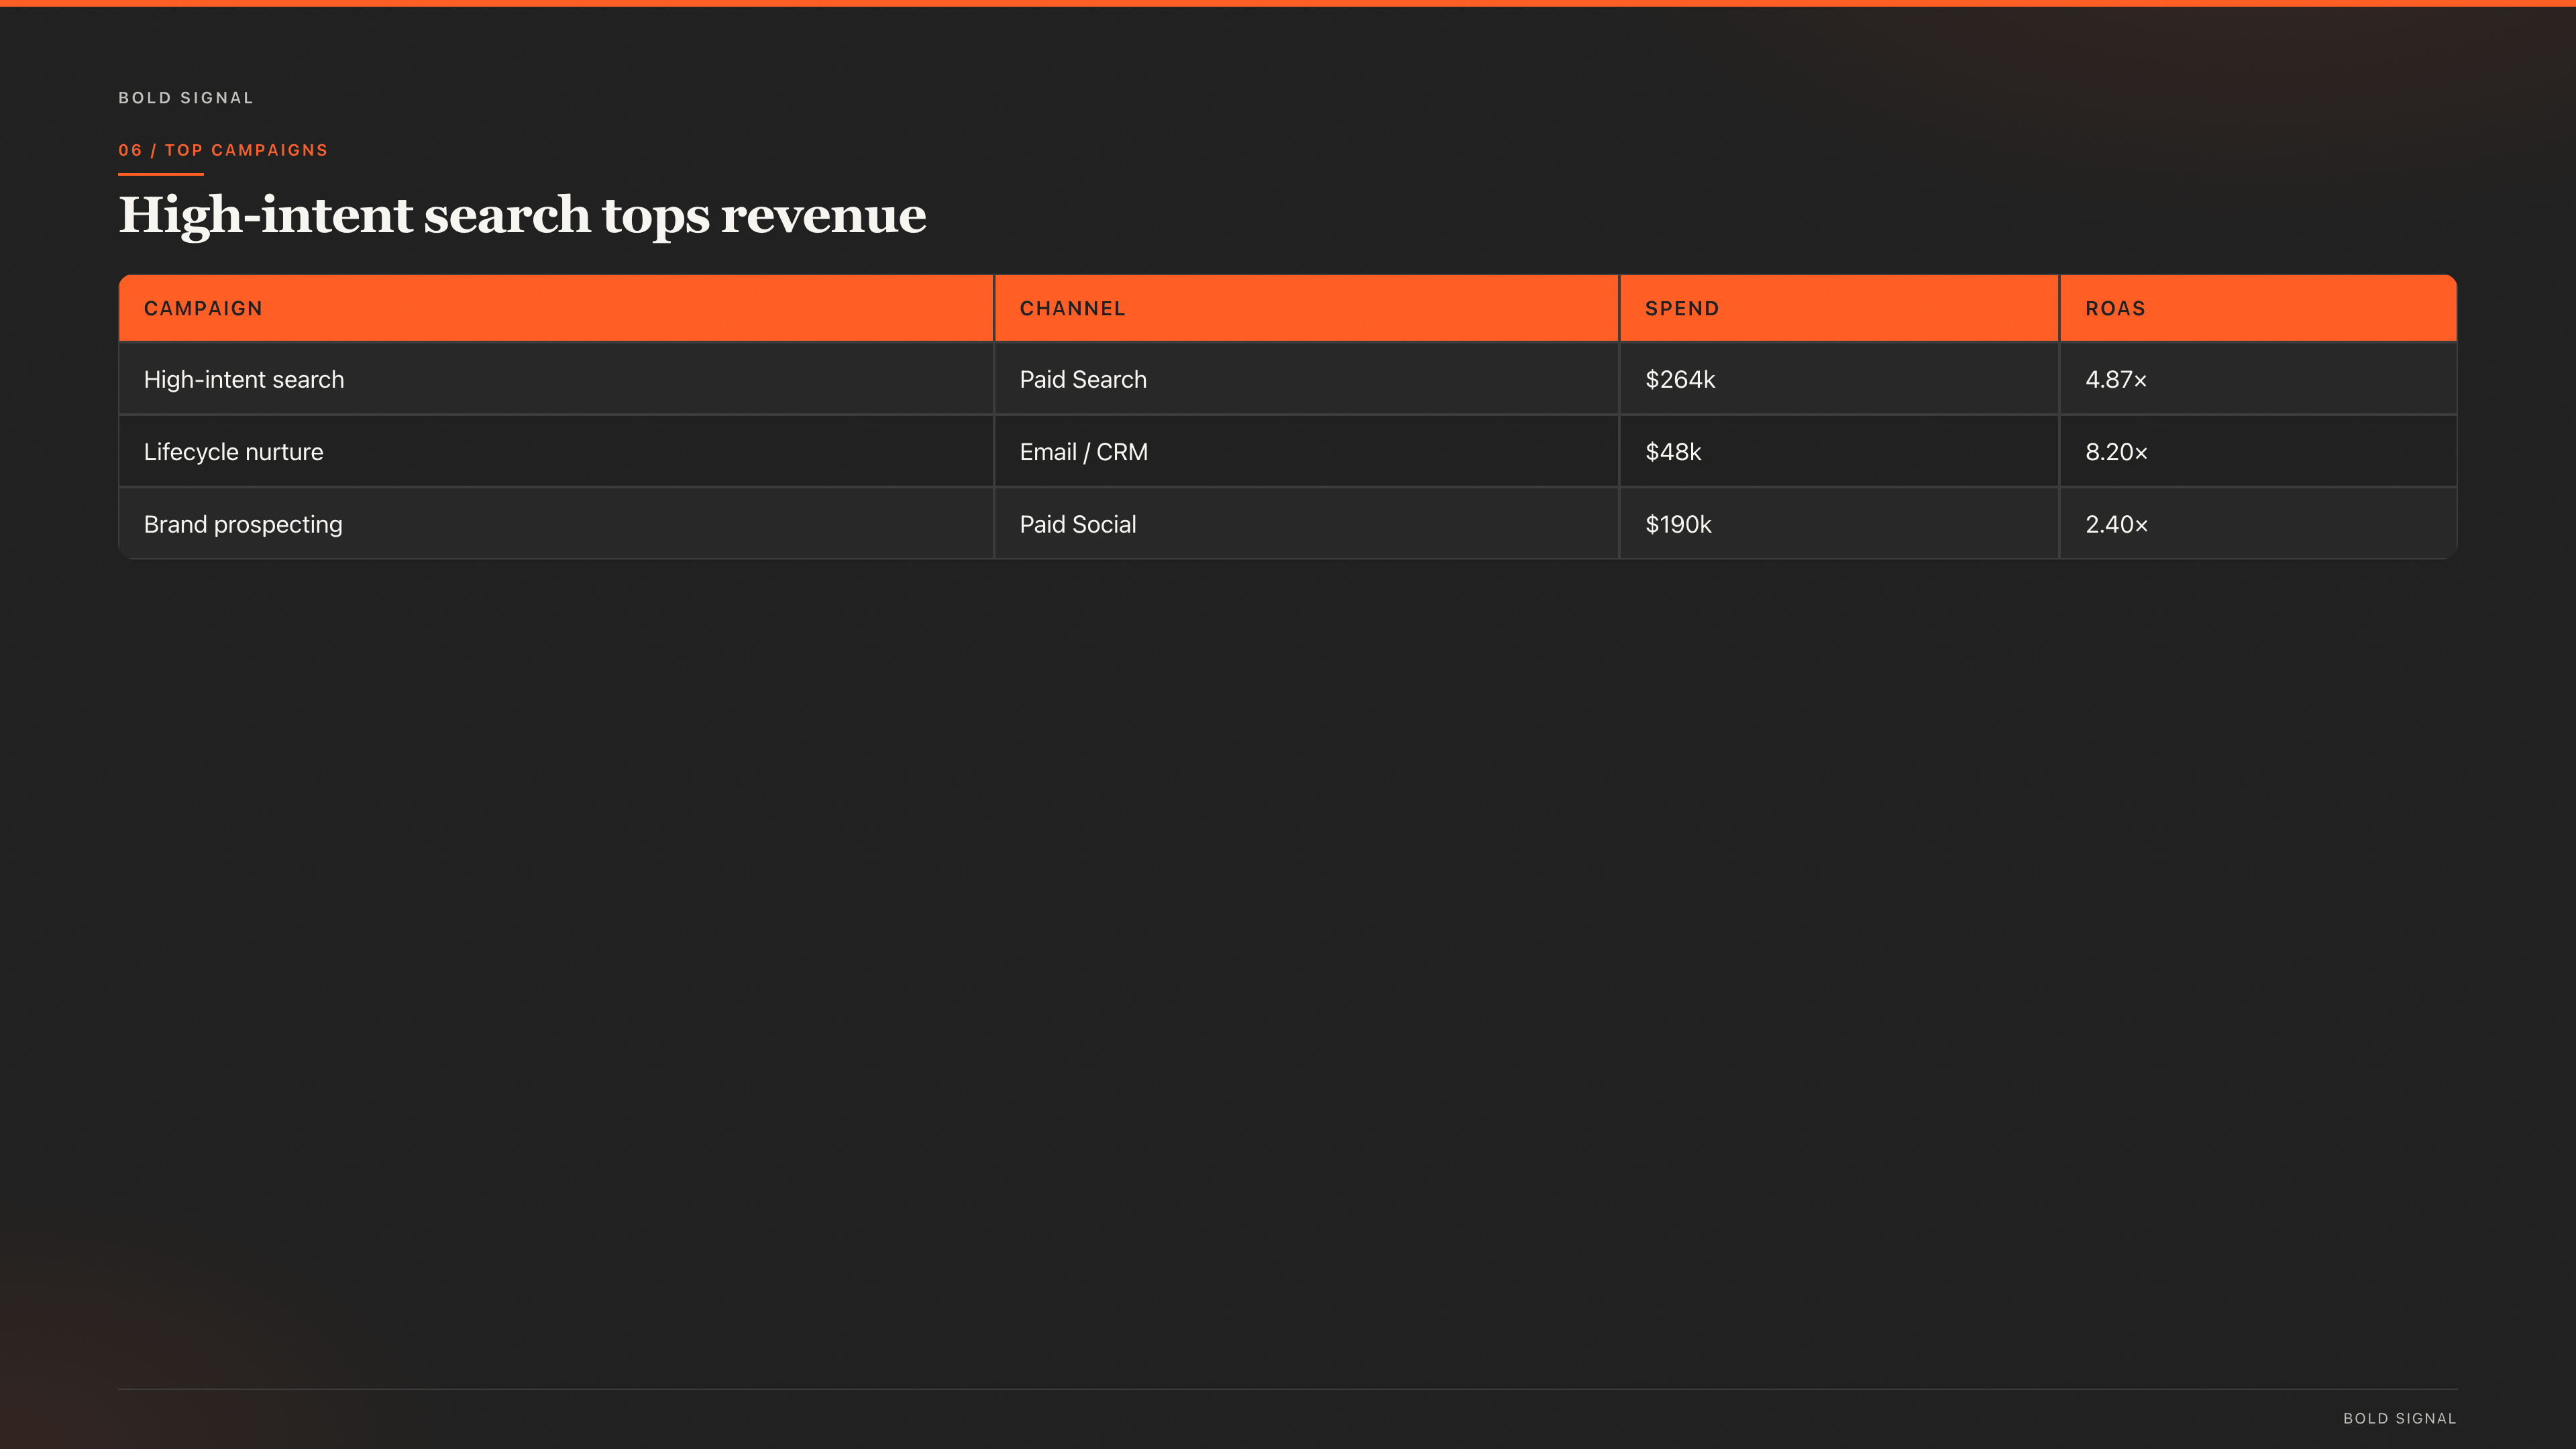 BOLD SIGNAL
06 / TOP CAMPAIGNS
High-intent search tops revenue
CAMPAIGN CHANNEL SPEND ROAS
High-intent search Paid Search $264k 4.87×
Lifecycle nurture Email / CRM $48k 8.20×
Brand prospecting Paid Social $190k 2.40×
BOLD SIGNAL